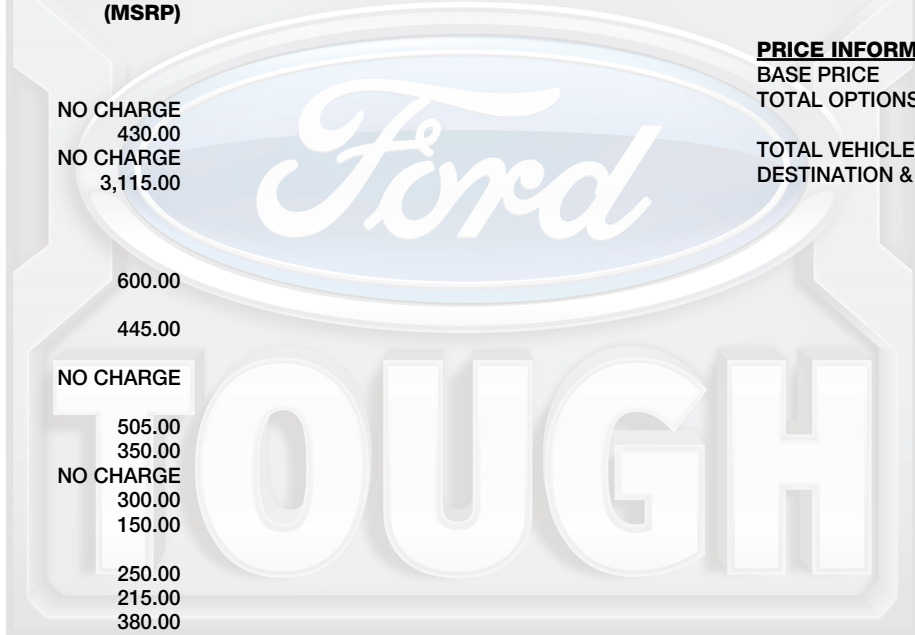 (MSRP)
PRICE INFORM
BASE PRICE
TOTAL OPTIONS
TOTAL VEHICLE
DESTINATION &
NO CHARGE
430.00
NO CHARGE
3,115.00
600.00
445.00
NO CHARGE
505.00
350.00
NO CHARGE
300.00
150.00
250.00
215.00
380.00
Ford
TOUGH